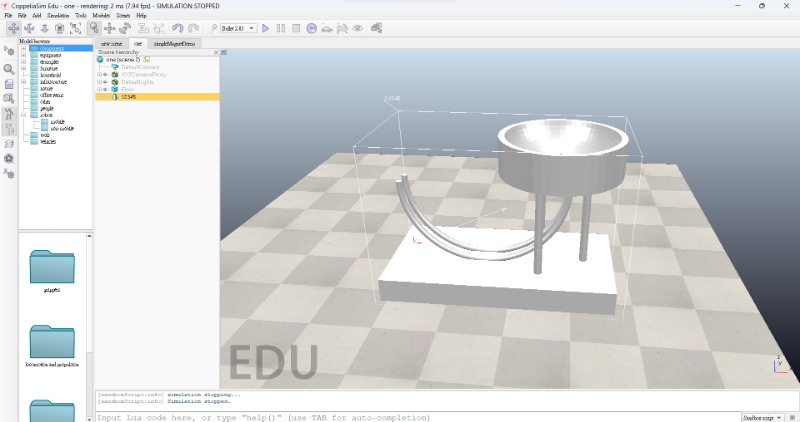 CoppeliaSim Edu - one - rendering: 2 ms (7.94 fps) - SIMULATION STOPPED
File Edit Add Simulation Tools Modules Scenes Help
Bullet 2.83
Model browser
components
equipment
examples
furniture
household
infrastructure
nature
office items
other
people
robots
mobile
non-mobile
tools
vehicles
new scene one simpleMagnetDemo
Scene hierarchy
one (scene 2)
DefaultCamera
XYZCameraProxy
DefaultLights
Floor
12345
12345
EDU
z
y
x
grippers
locomotion and propulsion
[sandboxScript:info] simulation stopping...
[sandboxScript:info] Simulation stopped.
Input Lua code here, or type "help()" (use TAB for auto-completion)
Sandbox script